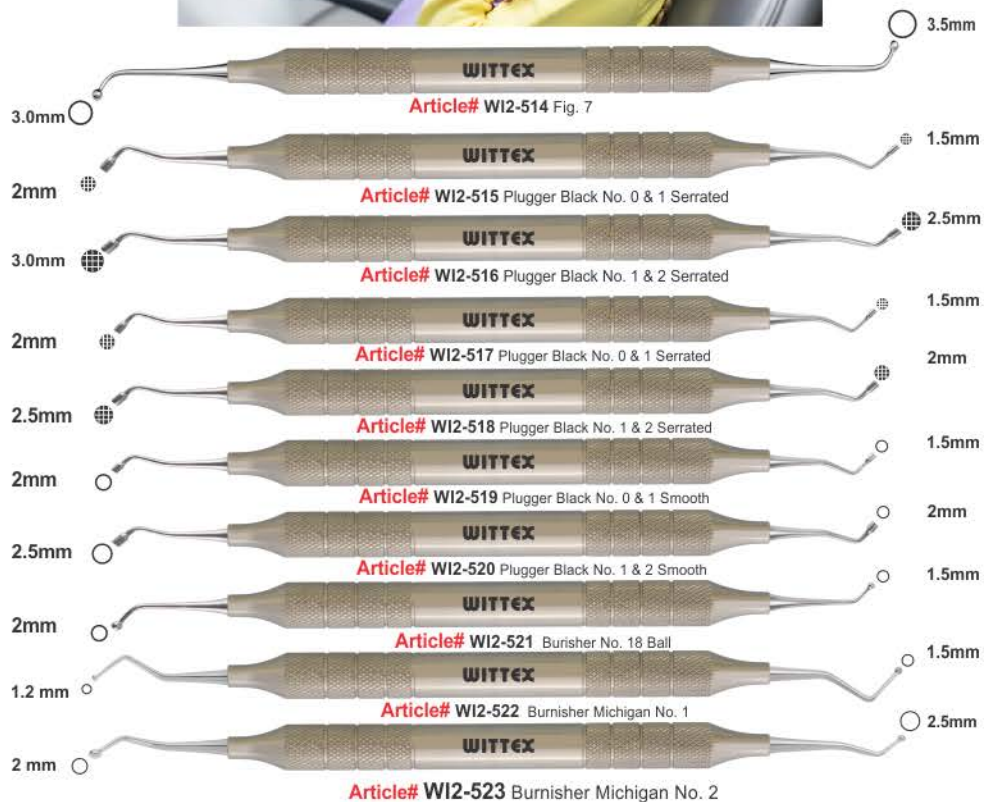 3.5mm
WITTEX
3.0mm
Article# WI2-514 Fig. 7
WITTEX
1.5mm
2mm
Article# WI2-515 Plugger Black No. 0 & 1 Serrated
WITTEX
2.5mm
3.0mm
Article# WI2-516 Plugger Black No. 1 & 2 Serrated
1.5mm
WITTEX
2mm
Article# WI2-517 Plugger Black No. 0 & 1 Serrated
2mm
WITTEX
2.5mm
Article# WI2-518 Plugger Black No. 1 & 2 Serrated
1.5mm
WITTEX
2mm
Article# WI2-519 Plugger Black No. 0 & 1 Smooth
2mm
WITTEX
2.5mm
Article# WI2-520 Plugger Black No. 1 & 2 Smooth
1.5mm
WITTEX
2mm
Article# WI2-521 Burisher No. 18 Ball
1.5mm
WITTEX
1.2 mm
Article# WI2-522 Burnisher Michigan No. 1
2.5mm
WITTEX
2 mm
Article# WI2-523 Burnisher Michigan No. 2